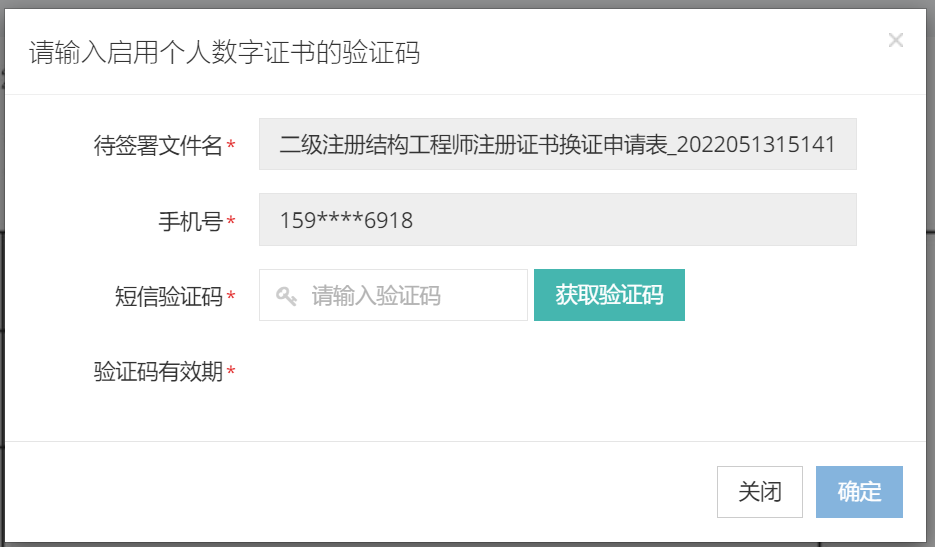 请输入启用个人数字证书的验证码
×
待签署文件名*
二级注册结构工程师注册证书换证申请表_2022051315141
手机号*
159****6918
短信验证码*
请输入验证码
获取验证码
验证码有效期*
关闭
确定